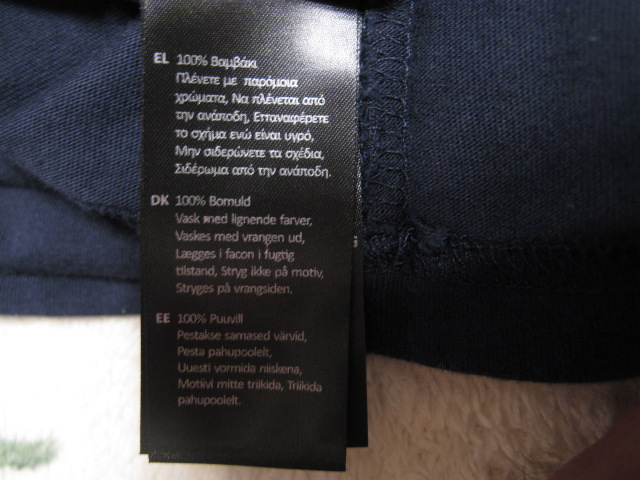 EL 100% Βαμβάκι
Πλένετε με παρόμοια
χρώματα, Να πλένεται από
την ανάποδη, Επαναφέρετε
το σχήμα ενώ είναι υγρό,
Μην σιδερώνετε τα σχέδια,
Σιδέρωμα από την ανάποδη.
DK 100% Bomuld
Vask med lignende farver,
Vaskes med vrangen ud,
Lægges i facon i fugtig
tilstand, Stryg ikke på motiv,
Stryges på vrangsiden.
EE 100% Puuvill
Pestakse samased värvid,
Pesta pahupoolelt,
Uuesti vormida niiskena,
Motiivi mitte triikida, Triikida
pahupoolelt.